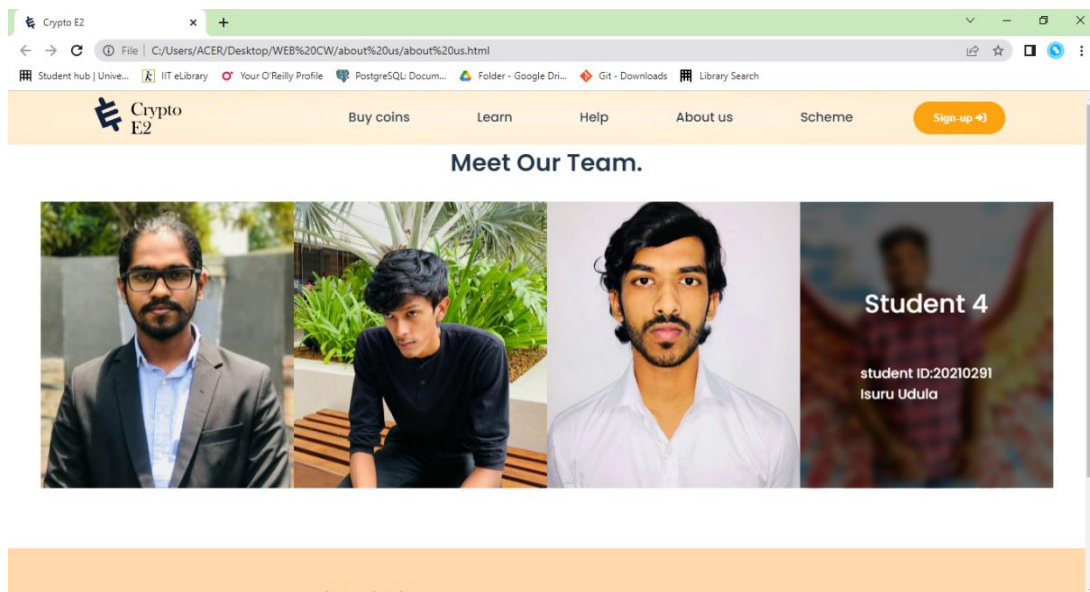 Crypto E2
File | C:/Users/ACER/Desktop/WEB%20CW/about%20us/about%20us.html
Student hub | Unive... IIT eLibrary Your O'Reilly Profile PostgreSQL: Docum... Folder - Google Dri... Git - Downloads Library Search
Crypto
E2
Buy coins Learn Help About us Scheme Sign-up
Meet Our Team.
Student 4
student ID:20210291
Isuru Udula